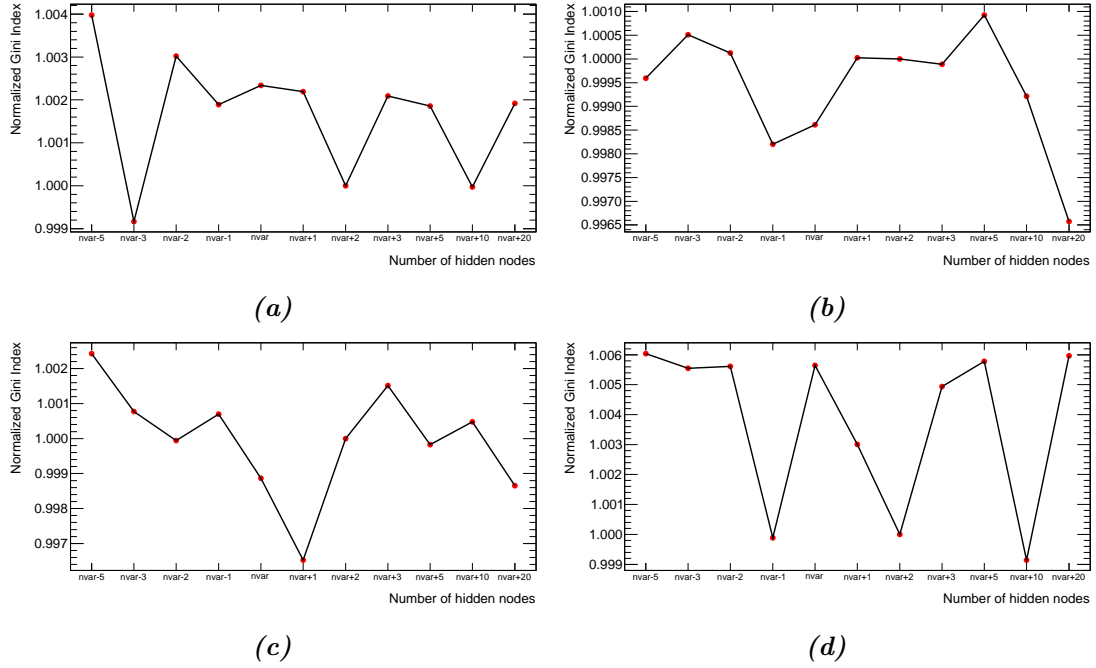 Normalized Gini Index
1.004
1.003
1.002
1.001
1.000
0.999
nvar-5 nvar-3 nvar-2 nvar-1 nvar nvar+1 nvar+2 nvar+3 nvar+5 nvar+10 nvar+20
Number of hidden nodes
(a)
Normalized Gini Index
1.0010
1.0005
1.0000
0.9995
0.9990
0.9985
0.9980
0.9975
0.9970
0.9965
nvar-5 nvar-3 nvar-2 nvar-1 nvar nvar+1 nvar+2 nvar+3 nvar+5 nvar+10 nvar+20
Number of hidden nodes
(b)
Normalized Gini Index
1.002
1.001
1.000
0.999
0.998
0.997
nvar-5 nvar-3 nvar-2 nvar-1 nvar nvar+1 nvar+2 nvar+3 nvar+5 nvar+10 nvar+20
Number of hidden nodes
(c)
Normalized Gini Index
1.006
1.005
1.004
1.003
1.002
1.001
1.000
0.999
nvar-5 nvar-3 nvar-2 nvar-1 nvar nvar+1 nvar+2 nvar+3 nvar+5 nvar+10 nvar+20
Number of hidden nodes
(d)